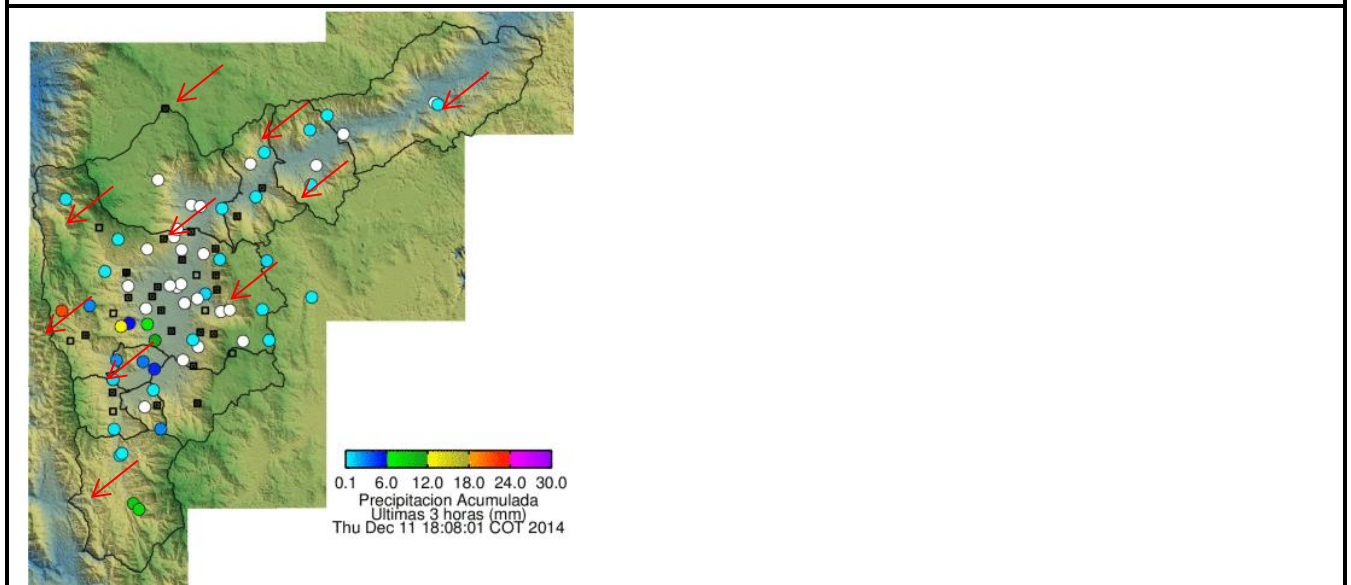 0.1 6.0 12.0 18.0 24.0 30.0
Precipitacion Acumulada
Ultimas 3 horas (mm)
Thu Dec 11 18:08:01 COT 2014